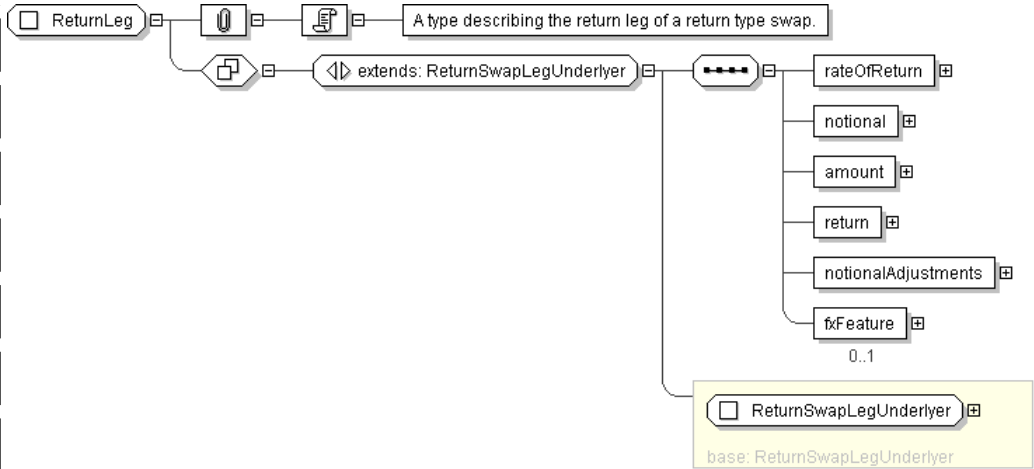 ReturnLeg
A type describing the return leg of a return type swap.
extends: ReturnSwapLegUnderlyer
rateOfReturn
notional
amount
return
notionalAdjustments
fxFeature
0..1
ReturnSwapLegUnderlyer
base: ReturnSwapLegUnderlyer